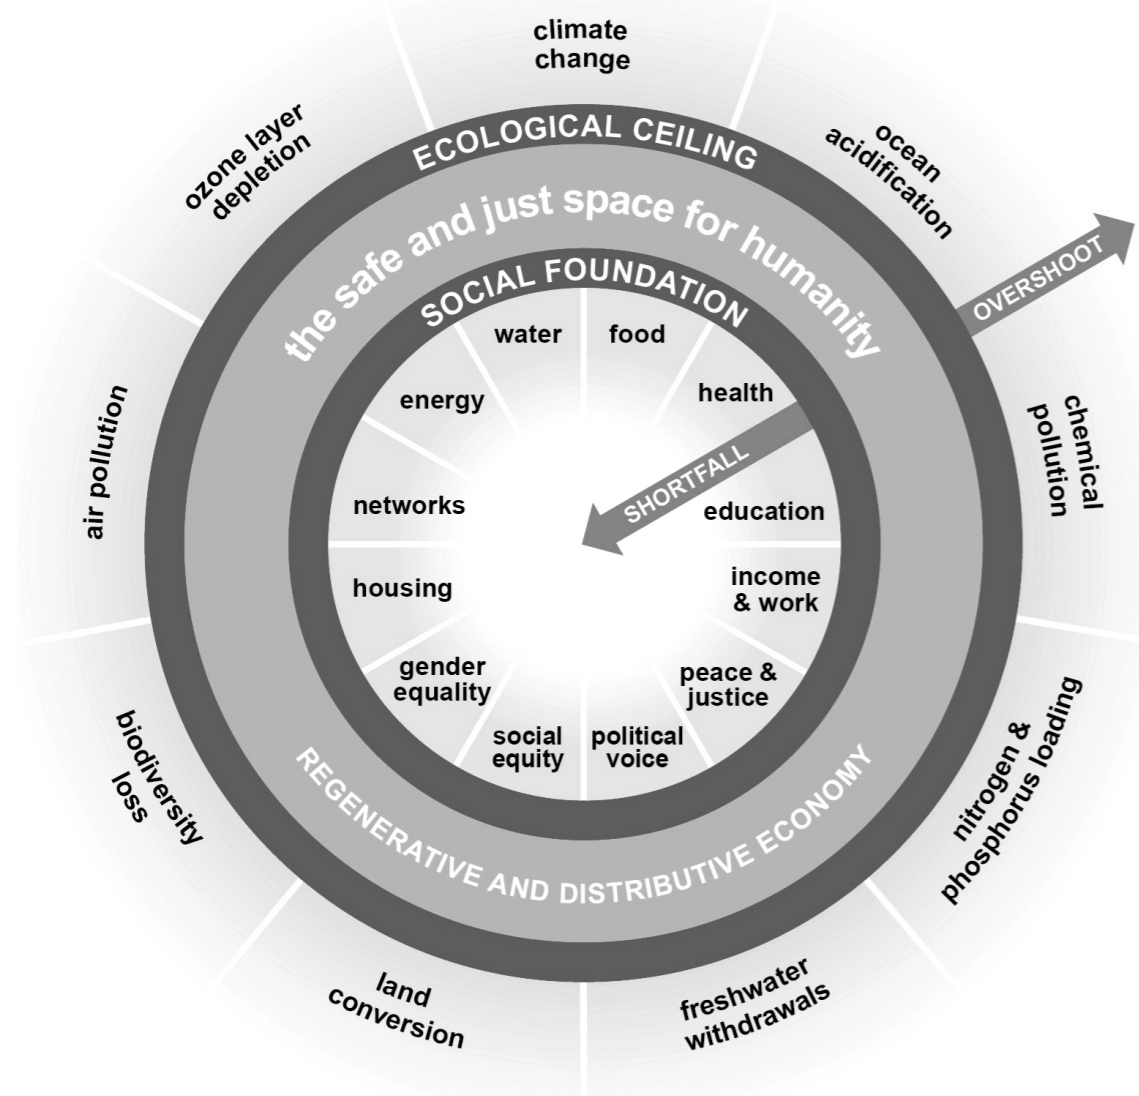 climate
change
ozone layer
depletion
ocean
acidification
ECOLOGICAL CEILING
the safe and just space for humanity
OVERSHOOT
SOCIAL FOUNDATION
water
food
energy
health
air pollution
chemical
pollution
SHORTFALL
networks
education
housing
income
& work
gender
equality
peace &
justice
social
equity
political
voice
biodiversity
loss
nitrogen &
phosphorus loading
REGENERATIVE AND DISTRIBUTIVE ECONOMY
land
conversion
freshwater
withdrawals